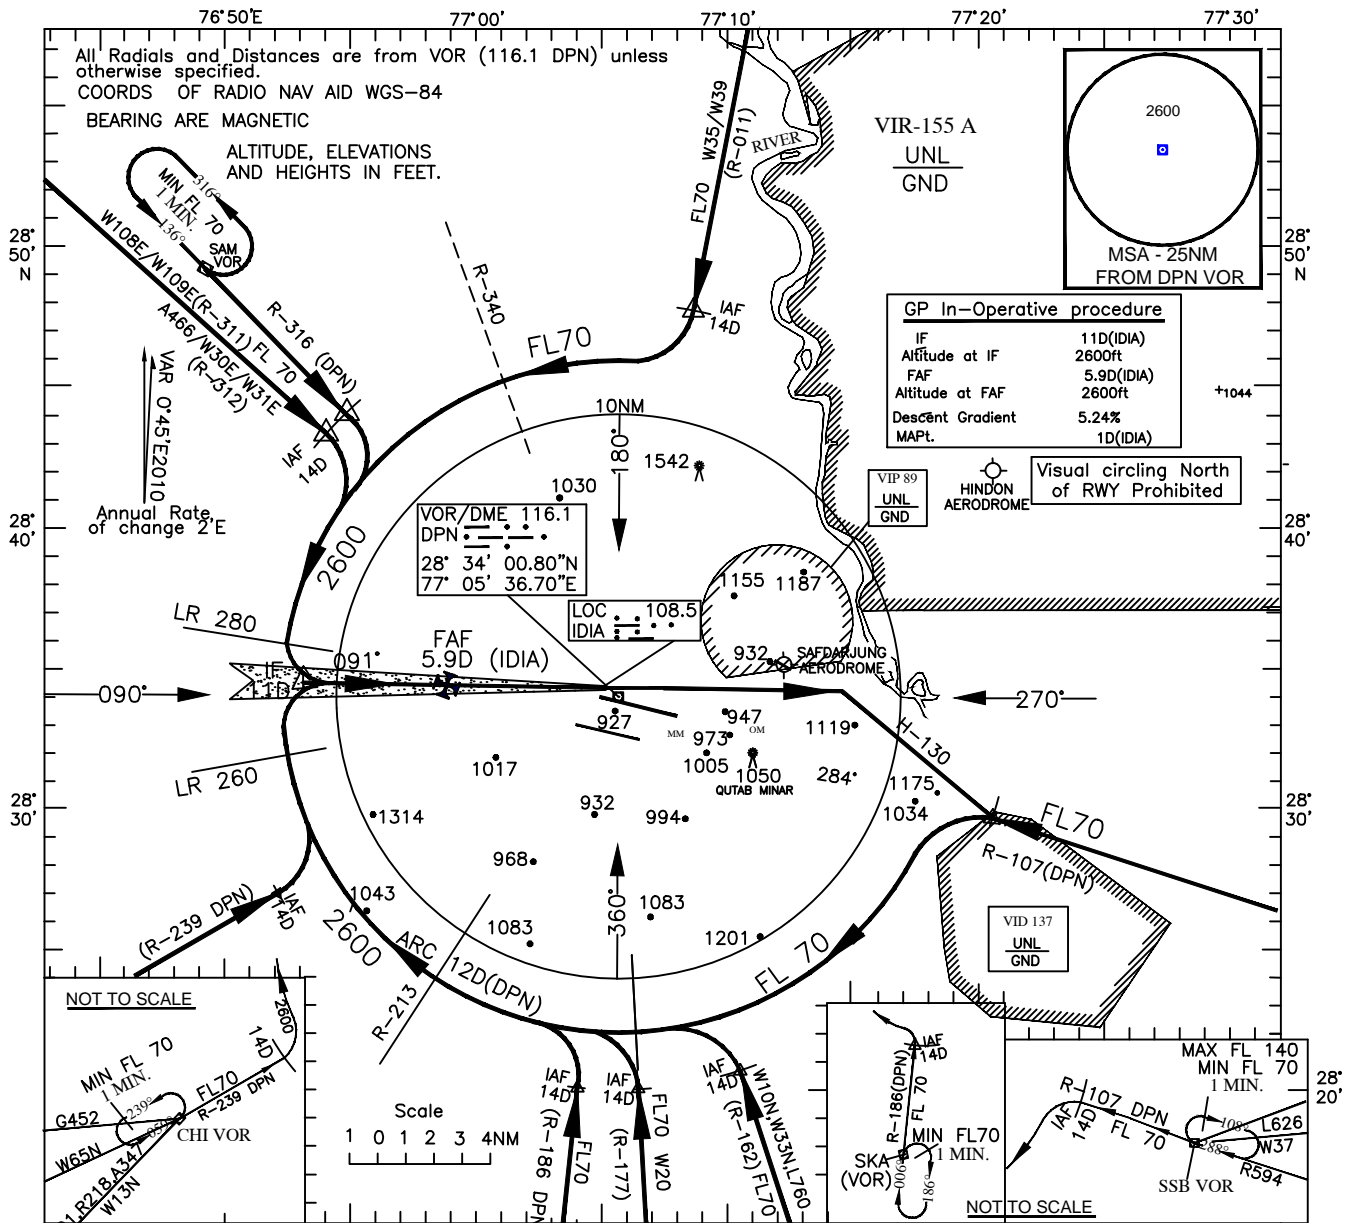 76°50'
77°00'
77°10'
77°20'
77°30'
All Radials and Distances are from VOR (116.1 DPN) unless
otherwise specified.
COORDS OF RADIO NAV AID WGS-84
BEARING ARE MAGNETIC
ALTITUDE, ELEVATIONS
AND HEIGHTS IN FEET.
316°
MIN FL 70
1 MIN.
136°
SAM
VOR
28°
50'
N
W108E/W109E(R-311) FL 70
A466/W30E/W31E
(R-312)
R-316 (DPN)
IAF
14D
VAR 0°45'E2010
Annual Rate
of change 2'E
R-340
FL70
W35/W39
FL70 (R-011)
IAF
14D
RIVER
VIR-155 A
UNL
GND
2600
MSA - 25NM
FROM DPN VOR
28°
50'
N
GP In-Operative procedure
IF 11D(IDIA)
Altitude at IF 2600ft
FAF 5.9D(IDIA)
Altitude at FAF 2600ft
Descent Gradient 5.24%
MAPt. 1D(IDIA)
+1044
10NM
180°
1542
1030
VIP 89
UNL
GND
HINDON
AERODROME
Visual circling North
of RWY Prohibited
28°
40'
28°
40'
2600
VOR/DME 116.1
DPN
28° 34' 00.80"N
77° 05' 36.70"E
LOC 108.5
IDIA
1155
1187
932
SAFDARJUNG
AERODROME
LR 280
IF
11D
091°
FAF
5.9D (IDIA)
090°
270°
927
MM
947
OM
973
1005
1050
QUTAB MINAR
1119
284°
H-130
1175
1034
LR 260
1017
1314
932
994
28°
30'
28°
30'
FL70
R-107(DPN)
968
1043
1083
360°
1083
1201
(R-239 DPN)
IAF
14D
2600
ARC 12D(DPN)
R-213
FL 70
VID 137
UNL
GND
NOT TO SCALE
2600
14D
MIN FL 70
1 MIN.
FL70
R-239 DPN
239°
059°
G452
CHI VOR
W65N
R218,A347
W13N
Scale
1 0 1 2 3 4NM
IAF
14D
(R-186 DPN
FL70
IAF
14D
FL70 W20
(R-177)
IAF
14D
W10N,W33N,L760
(R-162) FL70
IAF
14D
R-186(DPN)
FL 70
MIN FL70
1 MIN.
SKA
(VOR)
006°
186°
NOT TO SCALE
MAX FL 140
MIN FL 70
1 MIN.
R-107 DPN
FL 70
IAF
14D
108°
288°
L626
W37
R594
SSB VOR
28°
20'